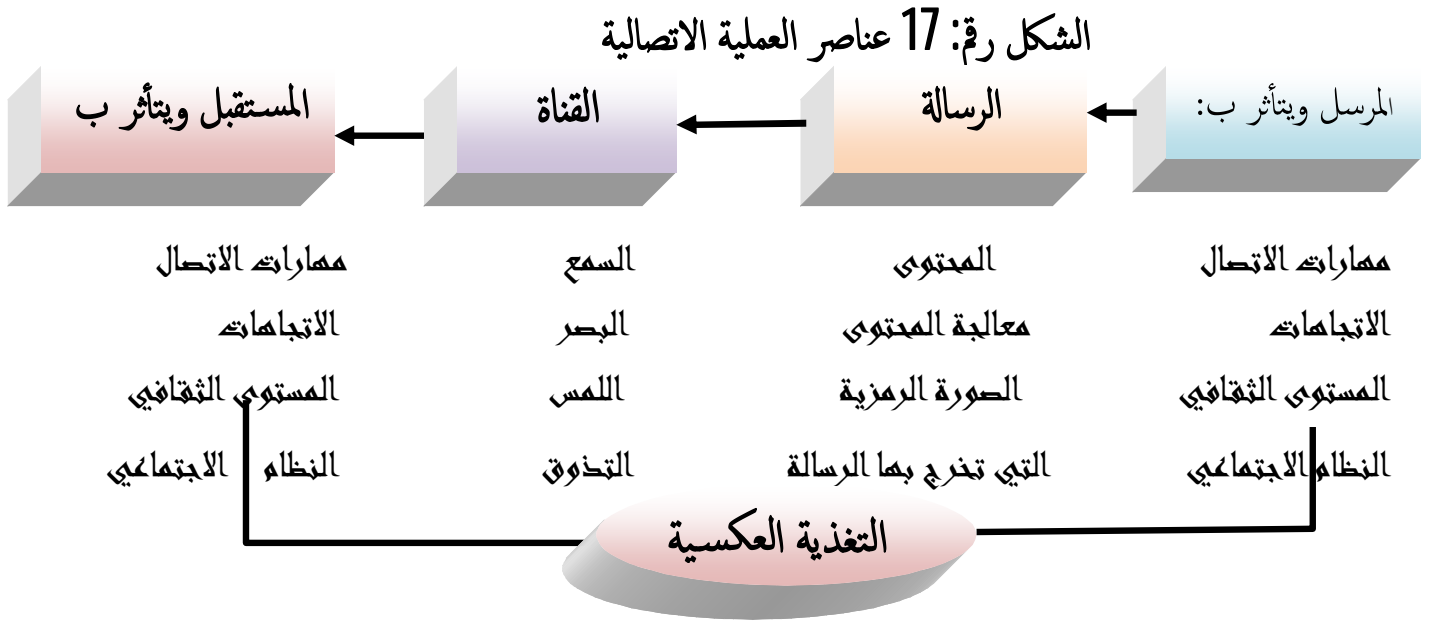 الشكل رقم: 17 عناصر العملية الاتصالية
المرسل ويتأثر ب:
الرسالة
القناة
المستقبل ويتأثر ب
مهارات الاتصال
المحتوى
السمع
مهارات الاتصال
الاتجاهات
معالجة المحتوى
البصر
الاتجاهات
المستوى الثقافي
الصورة الرمزية
اللمس
المستوى الثقافي
النظام الاجتماعي
التي تخرج بها الرسالة
التذوق
النظام الاجتماعي
التغذية العكسية